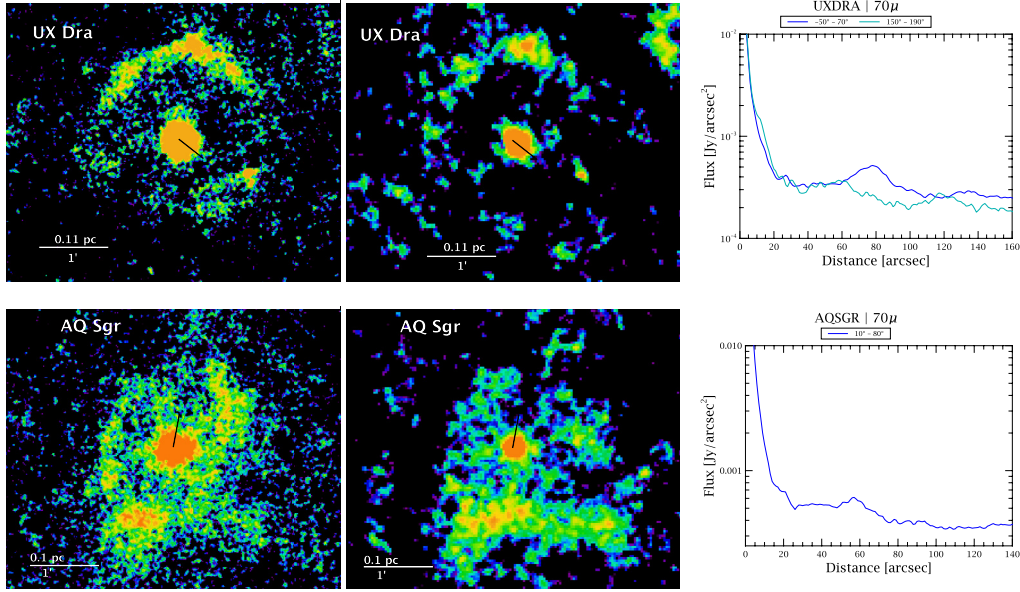 UX Dra
0.11 pc
1'
UX Dra
0.11 pc
1'
UXDRA | 70μ
-50° - 70° 150° - 190°
10⁻²
10⁻³
10⁻⁴
Flux [Jy/arcsec²]
0 20 40 60 80 100 120 140 160
Distance [arcsec]
AQ Sgr
0.1 pc
1'
AQ Sgr
0.1 pc
1'
AQSGR | 70μ
10° - 80°
0.010
0.001
Flux [Jy/arcsec²]
0 20 40 60 80 100 120 140
Distance [arcsec]